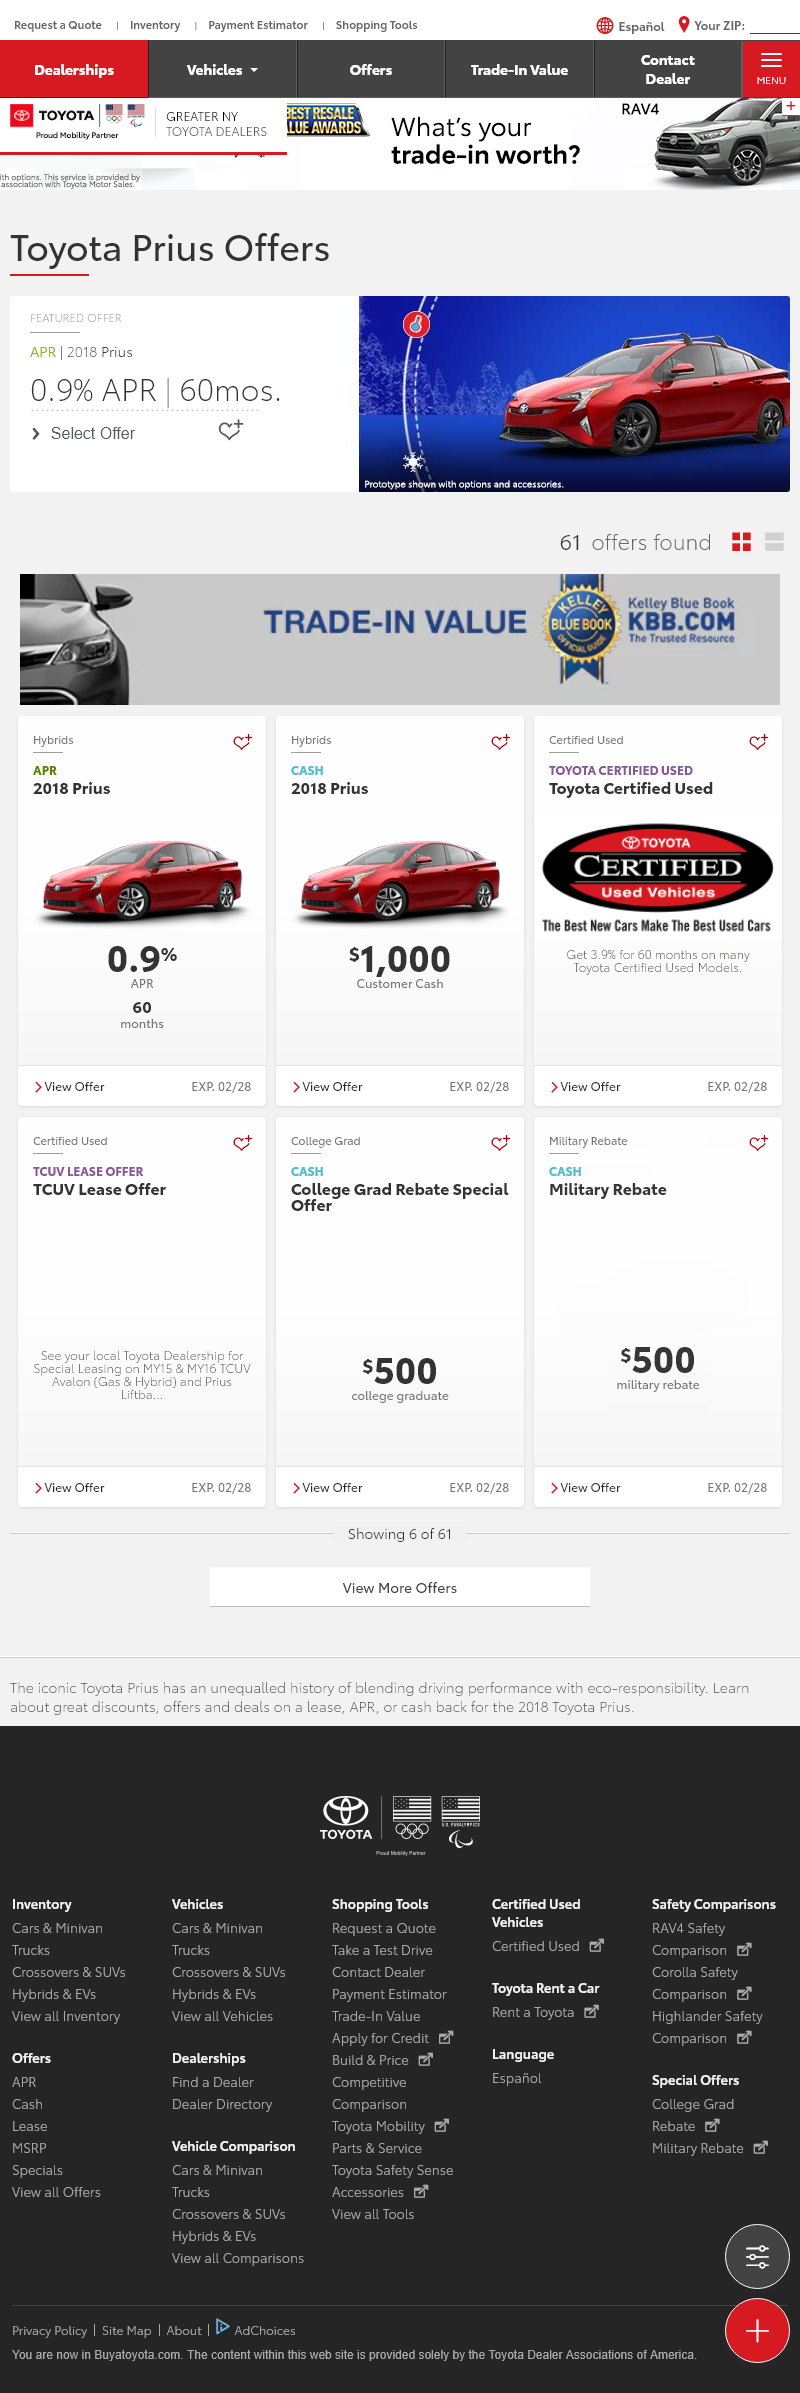 Request a Quote | Inventory | Payment Estimator | Shopping Tools
Español Your ZIP:
Dealerships
Vehicles
Offers
Trade-In Value
Contact Dealer
MENU
TOYOTA
Proud Mobility Partner
GREATER NY
TOYOTA DEALERS
BEST RESALE
VALUE AWARDS
What's your
trade-in worth?
RAV4
+
ith options. This service is provided by
association with Toyota Motor Sales.
Toyota Prius Offers
FEATURED OFFER
APR | 2018 Prius
0.9% APR | 60mos.
Select Offer
Prototype shown with options and accessories.
61 offers found
TRADE-IN VALUE
KELLEY
BLUE BOOK
OFFICIAL GUIDE
Kelley Blue Book
KBB.COM
The Trusted Resource
Hybrids
APR
2018 Prius
0.9%
APR
60
months
View Offer EXP. 02/28
Hybrids
CASH
2018 Prius
$1,000
Customer Cash
View Offer EXP. 02/28
Certified Used
TOYOTA CERTIFIED USED
Toyota Certified Used
TOYOTA
CERTIFIED
Used Vehicles
The Best New Cars Make The Best Used Cars
Get 3.9% for 60 months on many
Toyota Certified Used Models.
View Offer EXP. 02/28
Certified Used
TCUV LEASE OFFER
TCUV Lease Offer
See your local Toyota Dealership for
Special Leasing on MY15 & MY16 TCUV
Avalon (Gas & Hybrid) and Prius
Liftba...
View Offer EXP. 02/28
College Grad
CASH
College Grad Rebate Special
Offer
$500
college graduate
View Offer EXP. 02/28
Military Rebate
CASH
Military Rebate
$500
military rebate
View Offer EXP. 02/28
Showing 6 of 61
View More Offers
The iconic Toyota Prius has an unequalled history of blending driving performance with eco-responsibility. Learn
about great discounts, offers and deals on a lease, APR, or cash back for the 2018 Toyota Prius.
TOYOTA
U.S. PARALYMPICS
Proud Mobility Partner
Inventory
Cars & Minivan
Trucks
Crossovers & SUVs
Hybrids & EVs
View all Inventory
Offers
APR
Cash
Lease
MSRP
Specials
View all Offers
Vehicles
Cars & Minivan
Trucks
Crossovers & SUVs
Hybrids & EVs
View all Vehicles
Dealerships
Find a Dealer
Dealer Directory
Vehicle Comparison
Cars & Minivan
Trucks
Crossovers & SUVs
Hybrids & EVs
View all Comparisons
Shopping Tools
Request a Quote
Take a Test Drive
Contact Dealer
Payment Estimator
Trade-In Value
Apply for Credit
Build & Price
Competitive
Comparison
Toyota Mobility
Parts & Service
Toyota Safety Sense
Accessories
View all Tools
Certified Used
Vehicles
Certified Used
Toyota Rent a Car
Rent a Toyota
Language
Español
Safety Comparisons
RAV4 Safety
Comparison
Corolla Safety
Comparison
Highlander Safety
Comparison
Special Offers
College Grad
Rebate
Military Rebate
Privacy Policy | Site Map | About | AdChoices
You are now in Buyatoyota.com. The content within this web site is provided solely by the Toyota Dealer Associations of America.